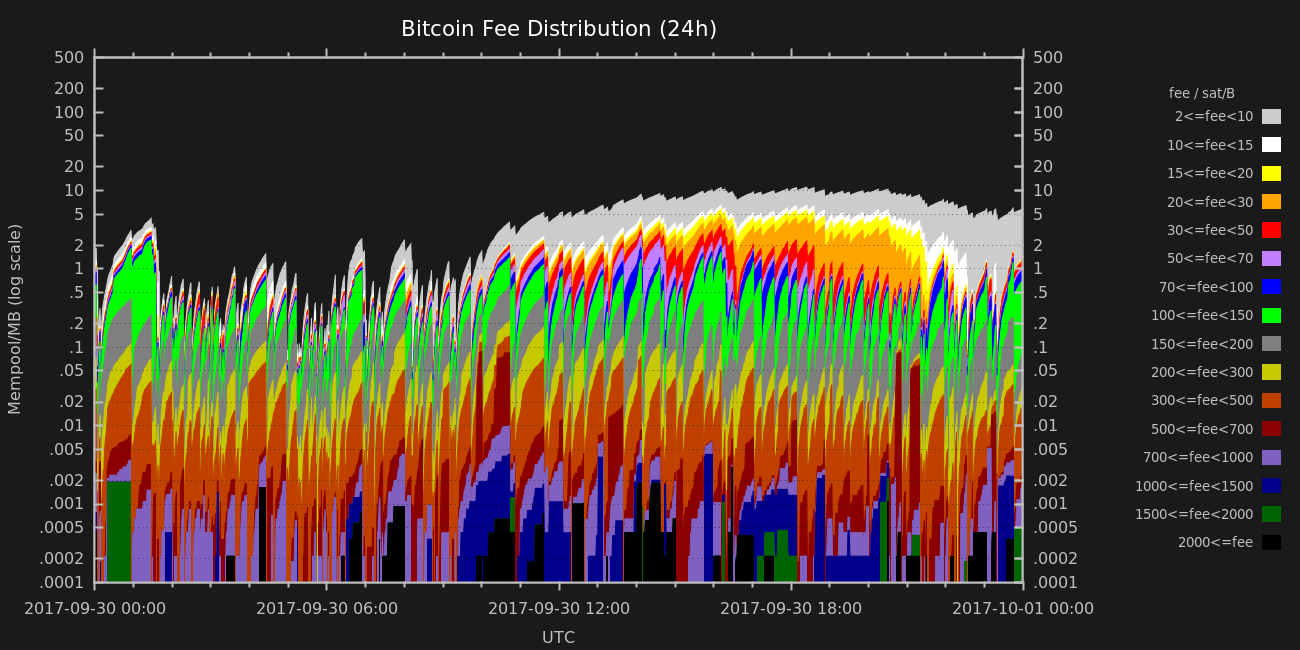 Bitcoin Fee Distribution (24h)
Mempool/MB (log scale)
500
200
100
50
20
10
5
2
1
.5
.2
.1
.05
.02
.01
.005
.002
.001
.0005
.0002
.0001
500
200
100
50
20
10
5
2
1
.5
.2
.1
.05
.02
.01
.005
.002
.001
.0005
.0002
.0001
2017-09-30 00:00
2017-09-30 06:00
2017-09-30 12:00
2017-09-30 18:00
2017-10-01 00:00
UTC
fee / sat/B
2<=fee<10
10<=fee<15
15<=fee<20
20<=fee<30
30<=fee<50
50<=fee<70
70<=fee<100
100<=fee<150
150<=fee<200
200<=fee<300
300<=fee<500
500<=fee<700
700<=fee<1000
1000<=fee<1500
1500<=fee<2000
2000<=fee